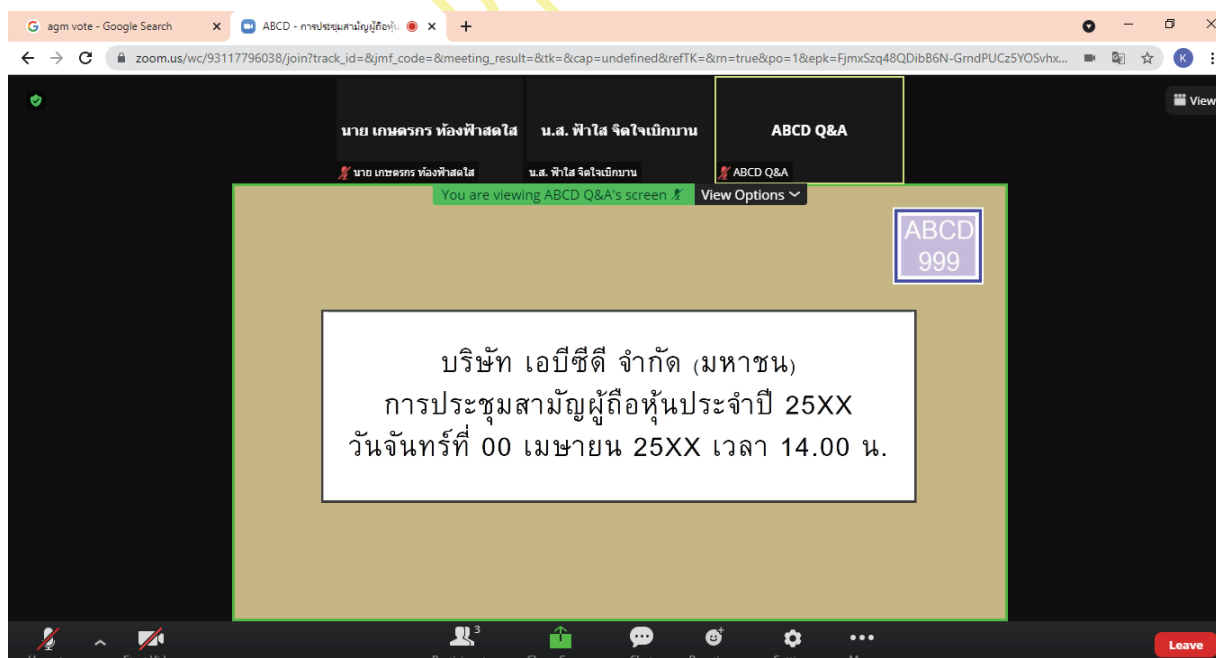 agm vote - Google Search
ABCD - การประชุมสามัญผู้ถือหุ้น
zoom.us/wc/93117796038/join?track_id=&jmf_code=&meeting_result=&tk=&cap=undefined&refTK=&rn=true&po=1&epk=FjmxSzq48QDibB6N-GrndPUCz5YOSvhx...
K
View
นาย เกษตรกร ท้องฟ้าสดใส
น.ส. ฟ้าใส จิตใจเบิกบาน
ABCD Q&A
นาย เกษตรกร ท้องฟ้าสดใส
น.ส. ฟ้าใส จิตใจเบิกบาน
ABCD Q&A
You are viewing ABCD Q&A's screen
View Options
ABCD
999
บริษัท เอบีซีดี จำกัด (มหาชน)
การประชุมสามัญผู้ถือหุ้นประจำปี 25XX
วันจันทร์ที่ 00 เมษายน 25XX เวลา 14.00 น.
3
Leave